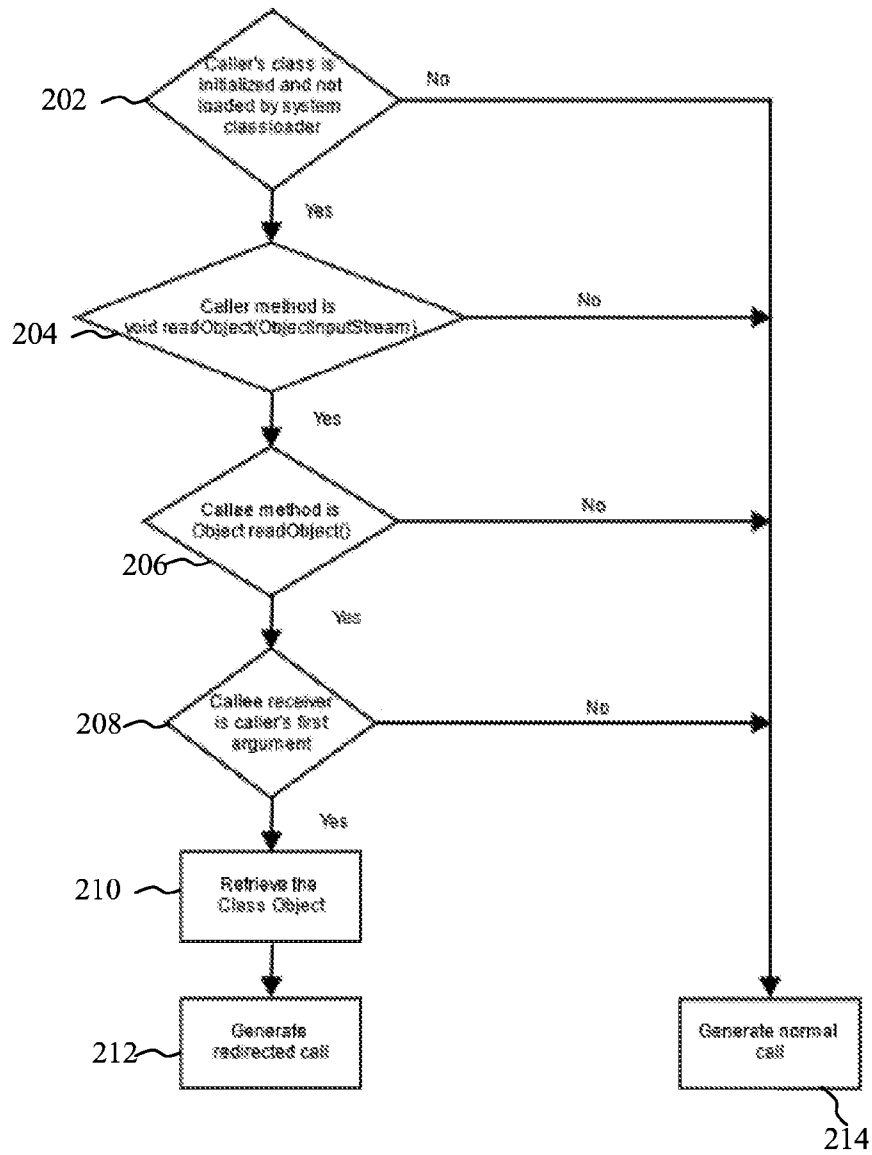 Caller's class is
initialized and not
loaded by system
classloader
No
202
Yes
Caller method is
void readObject(ObjectInputStream)
No
204
Yes
Callee method is
Object readObject()
No
206
Yes
Callee receiver
is caller's first
argument
No
208
Yes
Retrieve the
Class Object
210
Generate
redirected call
212
Generate normal
call
214